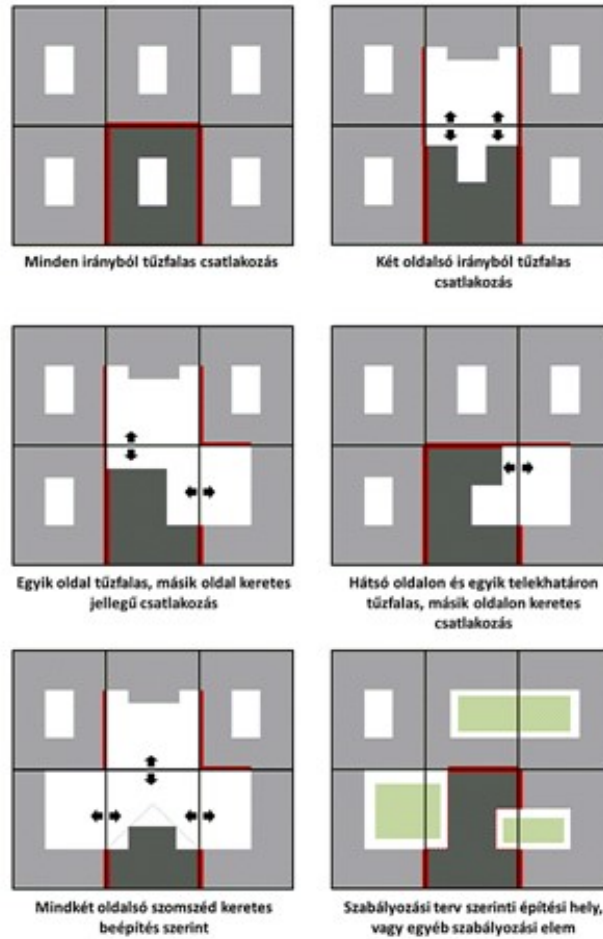 Minden irányból tűzfalas csatlakozás
Két oldalsó irányból tűzfalas
csatlakozás
Egyik oldal tűzfalas, másik oldal keretes
jellegű csatlakozás
Hátsó oldalon és egyik telekhatáron
tűzfalas, másik oldalon keretes
csatlakozás
Mindkét oldalsó szomszéd keretes
beépítés szerint
Szabályozási terv szerinti építési hely,
vagy egyéb szabályozási elem